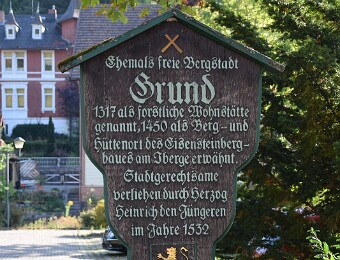 Ehemals freie Bergstadt
Grund
1317 als forstliche Wohnstätte
genannt, 1450 als Berg- und
Hüttenort des Eisensteinberg-
baues am Iberge erwähnt.
Stadtgerechtsame
verliehen durch Herzog
Heinrich den Jüngeren
im Jahre 1532